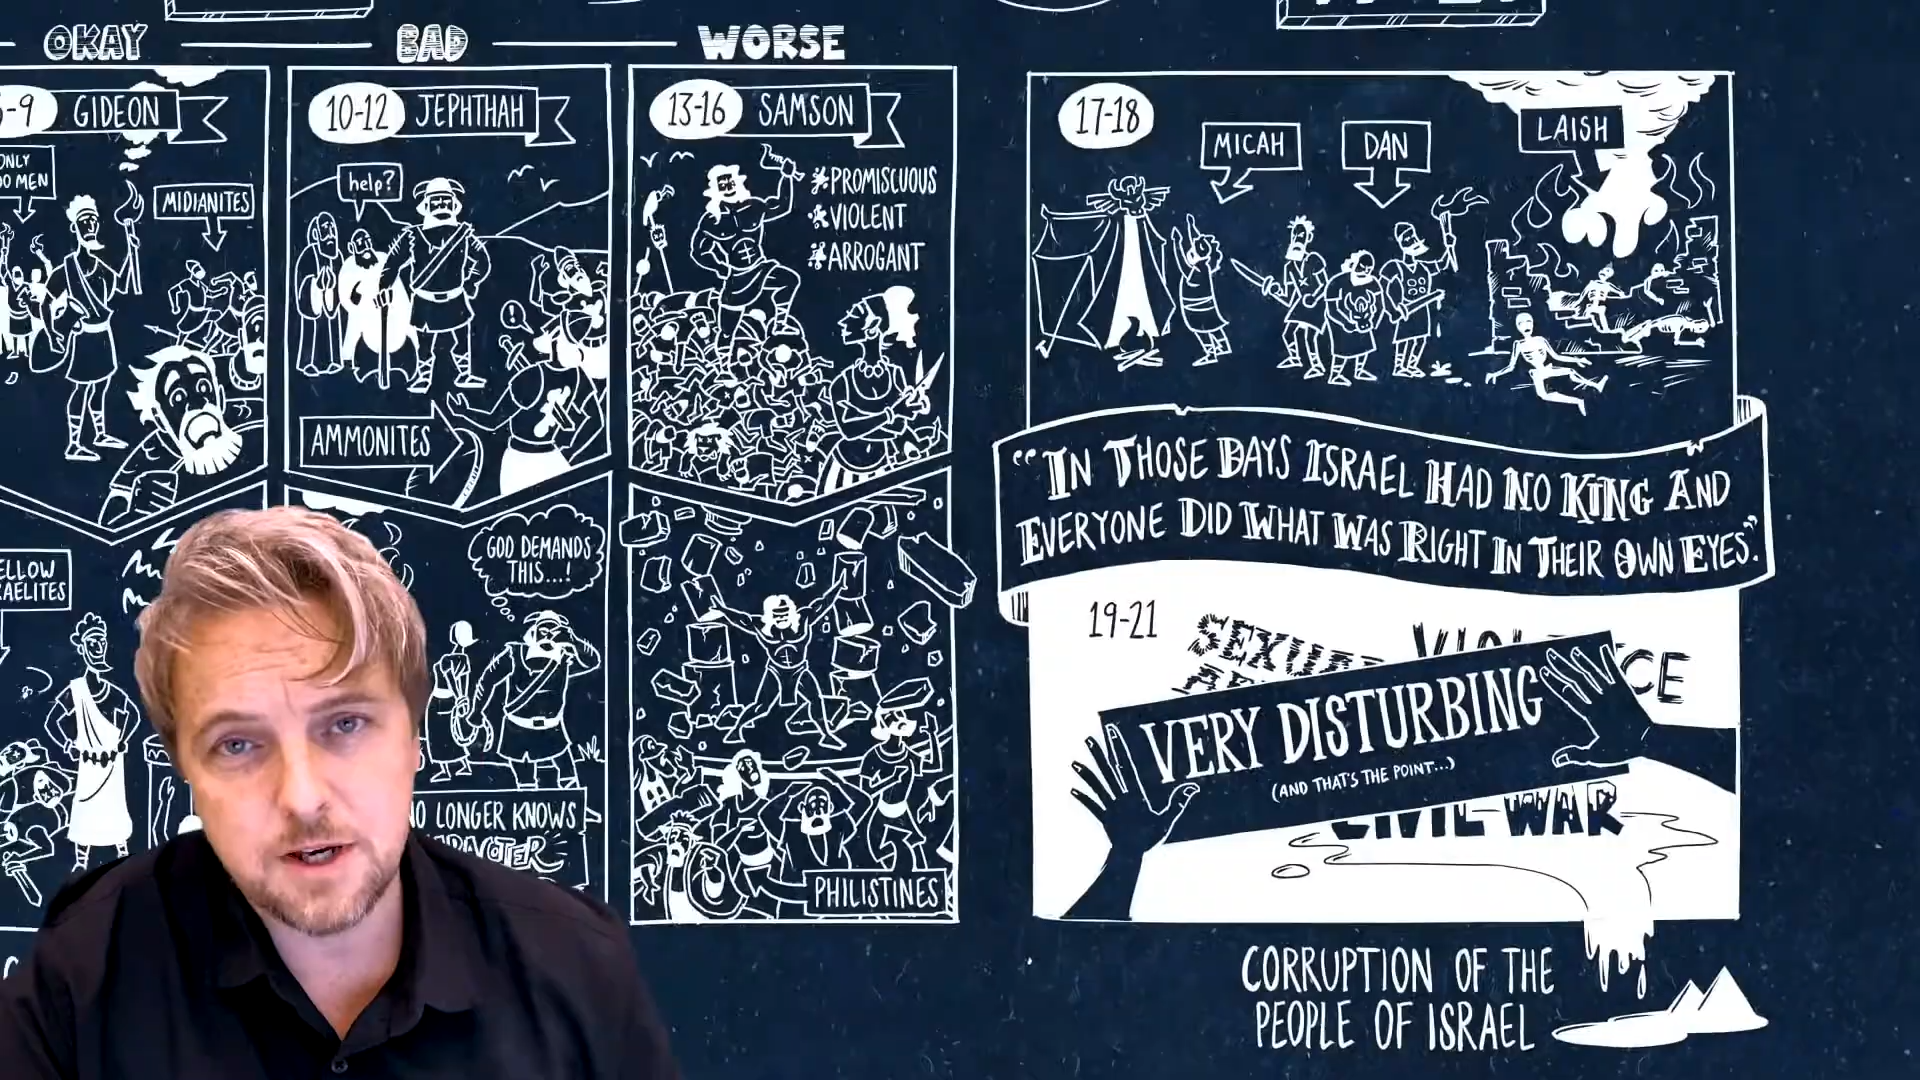 OKAY
BAD
WORSE
-9
GIDEON
10-12
JEPHTHAH
13-16
SAMSON
17-18
MICAH
DAN
LAISH
ONLY
MEN
MIDIANITES
help?
PROMISCUOUS
VIOLENT
ARROGANT
AMMONITES
"IN THOSE DAYS ISRAEL HAD NO KING AND
EVERYONE DID WHAT WAS RIGHT IN THEIR OWN EYES."
GOD DEMANDS
THIS...!
19-21
VERY DISTURBING
(AND THAT'S THE POINT...)
CIVIL WAR
NO LONGER KNOWS
PHILISTINES
CORRUPTION OF THE
PEOPLE OF ISRAEL